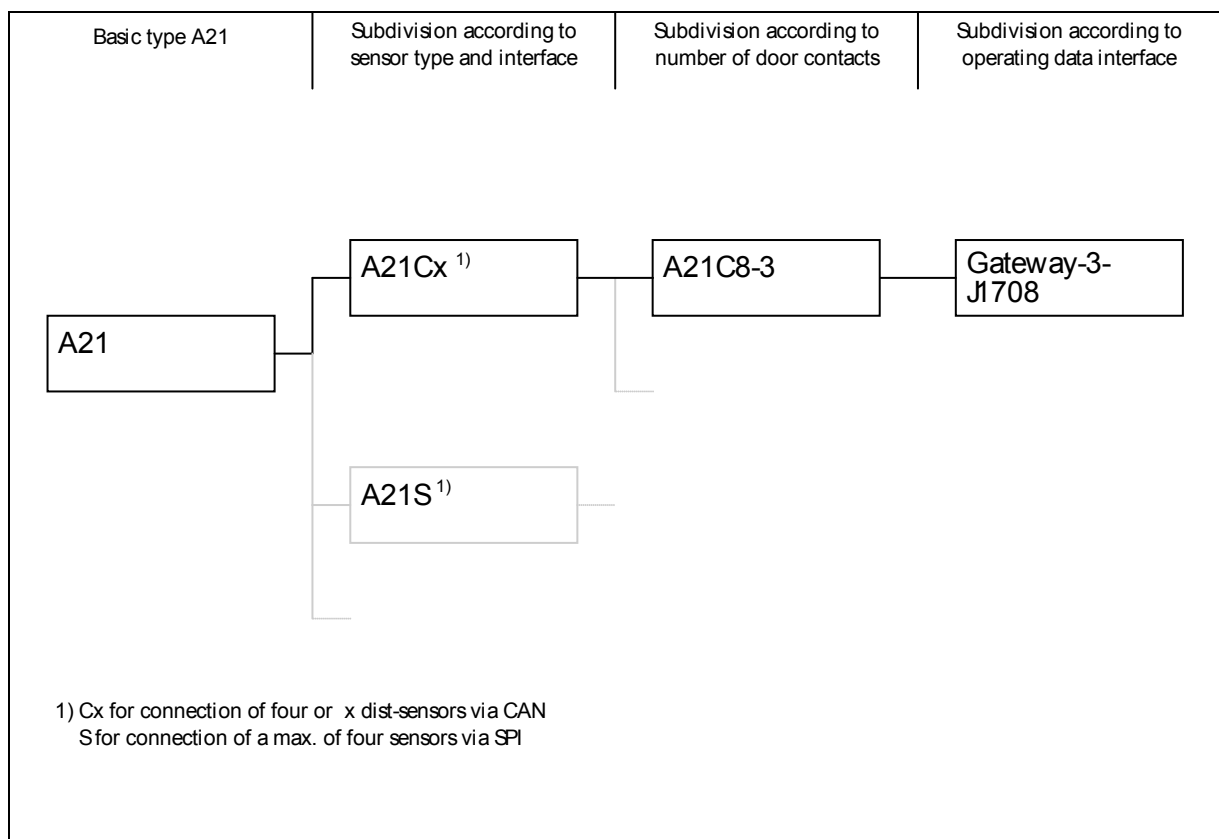 Basic type A21
Subdivision according to
sensor type and interface
Subdivision according to
number of door contacts
Subdivision according to
operating data interface
A21Cx 1)
A21C8-3
Gateway-3-
J1708
A21
A21S 1)
1) Cx for connection of four or x dist-sensors via CAN
S for connection of a max. of four sensors via SPI